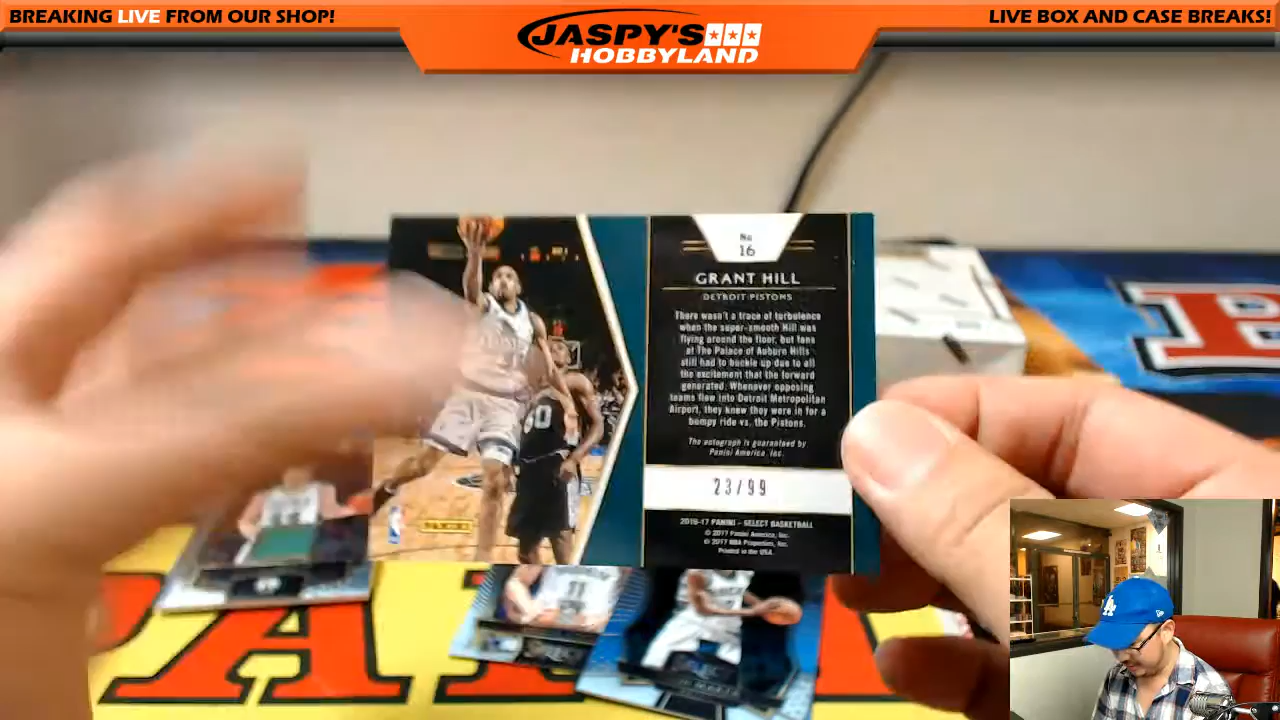 BREAKING LIVE FROM OUR SHOP!
JASPY'S
HOBBYLAND
LIVE BOX AND CASE BREAKS!
No
16
GRANT HILL
DETROIT PISTONS
There wasn't a trace of turbulence
when the super-smooth Hill was
flying around the floor, but fans
at The Palace of Auburn Hills
still had to buckle up due to all
the excitement that the forward
generated. Whenever opposing
teams flew into Detroit Metropolitan
Airport, they knew they were in for a
bumpy ride vs. the Pistons.
The autograph is guaranteed by
Panini America, Inc.
23/99
2016-17 PANINI - SELECT BASKETBALL
© 2017 Panini America, Inc.
© 2017 NBA Properties, Inc.
Printed in the USA.
LA